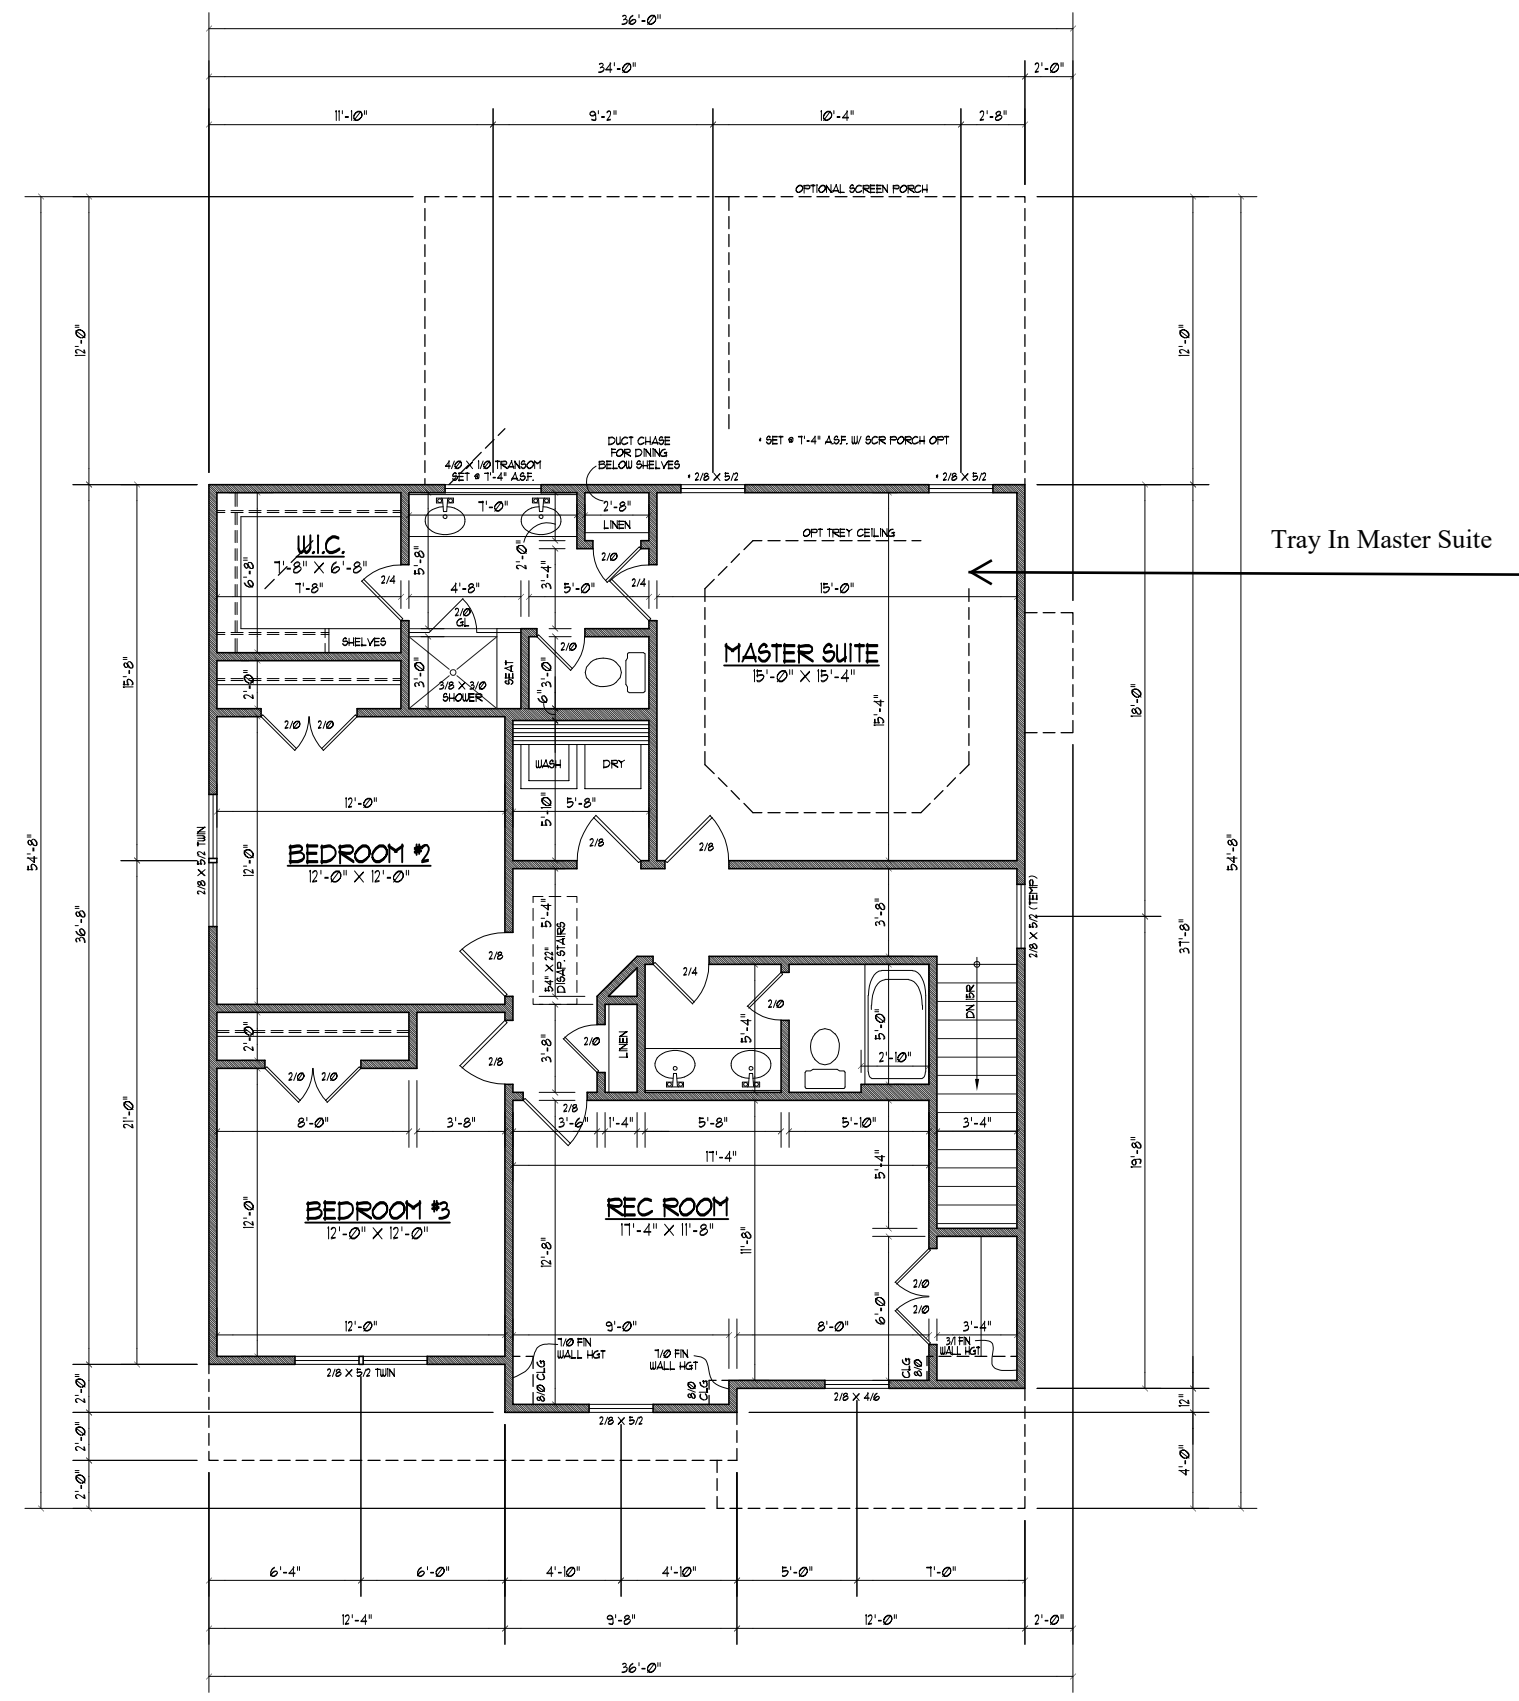 36'-0"
34'-0"
2'-0"
11'-10"
9'-2"
10'-4"
2'-8"
OPTIONAL SCREEN PORCH
12'-0"
12'-0"
DUCT CHASE
FOR DINING
BELOW SHELVES
* SET @ 7'-4" A.S.F. W/ SCR PORCH OPT
4/0 X 1/0 TRANSOM
SET @ 7'-4" A.S.F.
* 2/8 X 5/2
* 2/8 X 5/2
7'-0"
2'-8"
LINEN
OPT TREY CEILING
Tray In Master Suite
W.I.C.
7'-8" X 6'-8"
6'-8"
7'-8"
2/4
5'-8"
2'-0"
3'-4"
2/0
2/4
4'-8"
5'-0"
15'-0"
2/0
GL
SHELVES
2/0
MASTER SUITE
15'-0" X 15'-4"
15'-8"
2'-0"
3'-0"
3/8 X 3/0
SHOWER
SEAT
3'-0"
6"
15'-4"
18'-0"
2/0
2/0
WASH
DRY
12'-0"
5'-10"
5'-8"
2/8 X 5/2 TWIN
BEDROOM #2
12'-0" X 12'-0"
12'-0"
2/8
2/8
54'-8"
54'-8"
36'-8"
37'-8"
5'-4"
54" X 22"
DISAP. STAIRS
3'-8"
2/8 X 5/2 (TEMP)
2/8
2/4
2/0
DN 15R
2'-0"
2/8
3'-8"
2/0
LINEN
5'-4"
5'-0"
2'-10"
2/0
2/0
21'-0"
8'-0"
3'-8"
2/8
3'-6"
1'-4"
5'-8"
5'-10"
3'-4"
17'-4"
5'-4"
19'-8"
BEDROOM #3
12'-0" X 12'-0"
12'-0"
REC ROOM
17'-4" X 11'-8"
12'-8"
11'-8"
2/0
2/0
6'-0"
12'-0"
9'-0"
8'-0"
3'-4"
7/0 FIN
WALL HGT
7/0 FIN
WALL HGT
3/1 FIN
WALL HGT
8/0 CLG
8/0
CLG
CLG
8/0
2/8 X 5/2 TWIN
2/8 X 5/2
2/8 X 4/6
2'-0"
2'-0"
2'-0"
12"
4'-0"
6'-4"
6'-0"
4'-10"
4'-10"
5'-0"
7'-0"
12'-4"
9'-8"
12'-0"
2'-0"
36'-0"